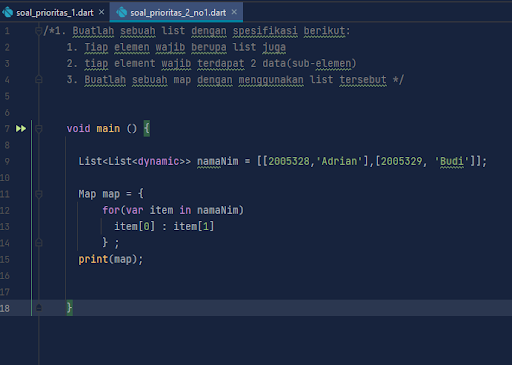 soal_prioritas_1.dart × soal_prioritas_2_no1.dart ×
1 /*1. Buatlah sebuah list dengan spesifikasi berikut:
2 1. Tiap elemen wajib berupa list juga
3 2. tiap element wajib terdapat 2 data(sub-elemen)
4 3. Buatlah sebuah map dengan menggunakan list tersebut */
5
6
7 void main () {
8
9 List<List<dynamic>> namaNim = [[2005328,'Adrian'],[2005329, 'Budi']];
10
11 Map map = {
12 for(var item in namaNim)
13 item[0] : item[1]
14 } ;
15 print(map);
16
17
18 }